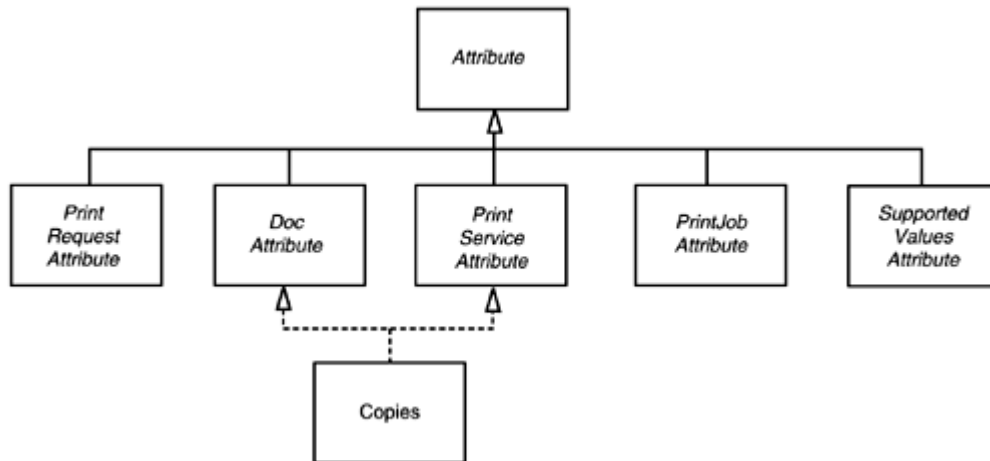 Attribute
Print
Request
Attribute
Doc
Attribute
Print
Service
Attribute
PrintJob
Attribute
Supported
Values
Attribute
Copies